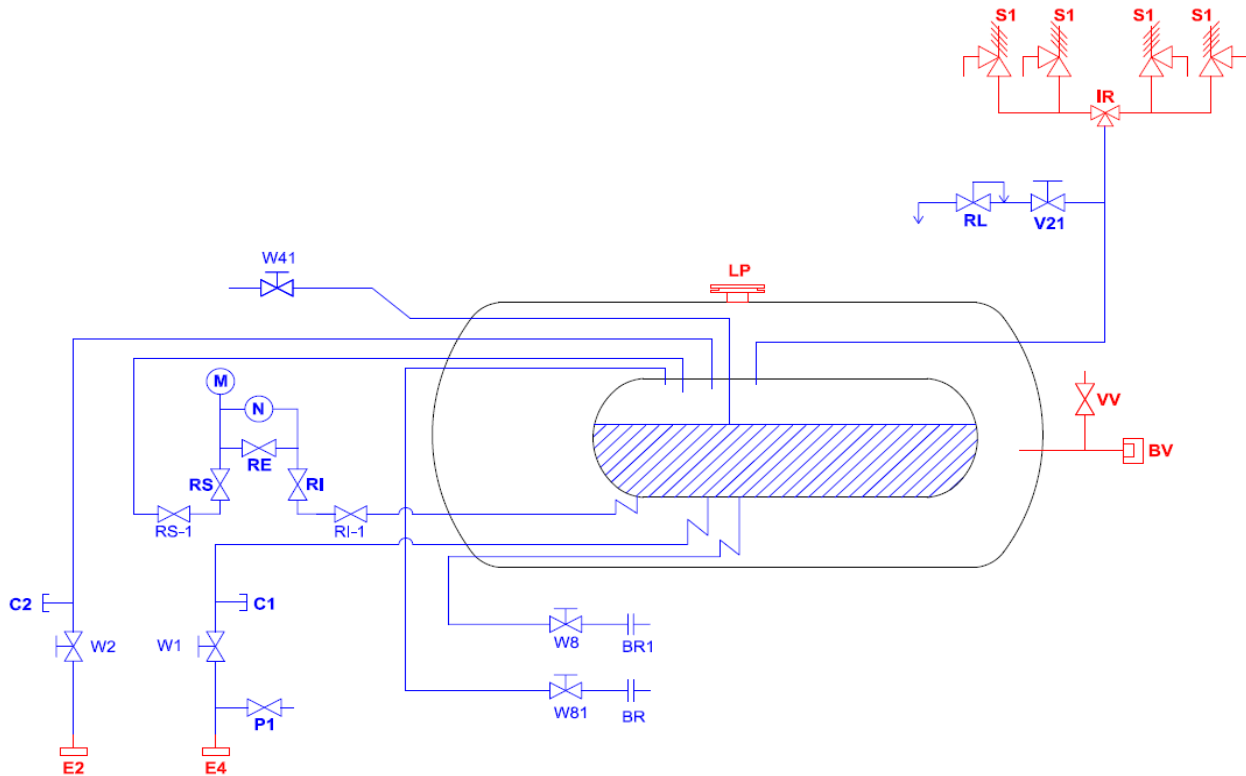 S1 S1 S1 S1
IR
RL V21
W41
LP
M
N
VV
BV
RE
RS RI
RS-1 RI-1
C2 C1
W2 W1
W8 BR1
P1 W81 BR
E2 E4